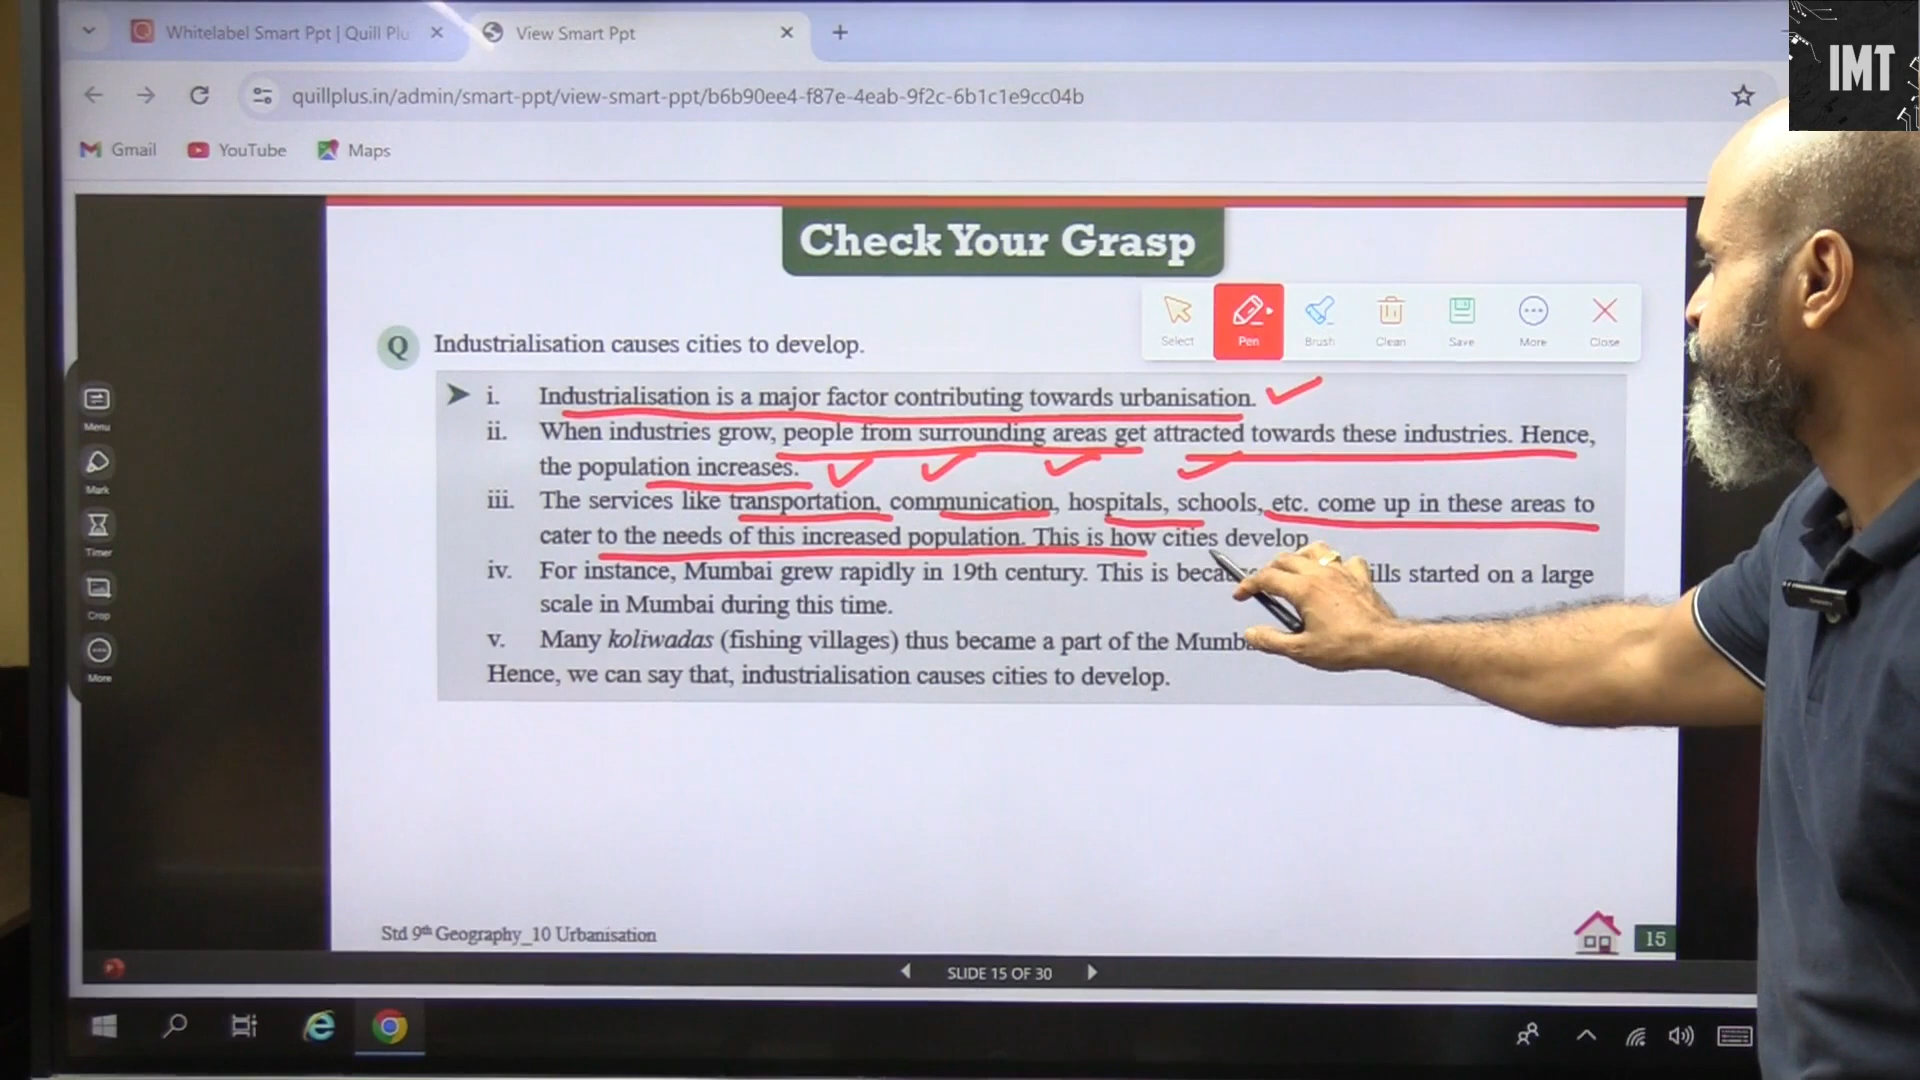 Whitelabel Smart Ppt | Quill Plu
View Smart Ppt
IMT
quillplus.in/admin/smart-ppt/view-smart-ppt/b6b90ee4-f87e-4eab-9f2c-6b1c1e9cc04b
Gmail YouTube Maps
Check Your Grasp
Select Pen Brush Clean Save More Close
Q Industrialisation causes cities to develop.
i. Industrialisation is a major factor contributing towards urbanisation.
ii. When industries grow, people from surrounding areas get attracted towards these industries. Hence,
the population increases.
iii. The services like transportation, communication, hospitals, schools, etc. come up in these areas to
cater to the needs of this increased population. This is how cities develop
iv. For instance, Mumbai grew rapidly in 19th century. This is started on a large
scale in Mumbai during this time.
v. Many koliwadas (fishing villages) thus became a part of the
Hence, we can say that, industrialisation causes cities to develop.
Menu
Mark
Timer
Crop
More
Std 9th Geography_10 Urbanisation
15
SLIDE 15 OF 30